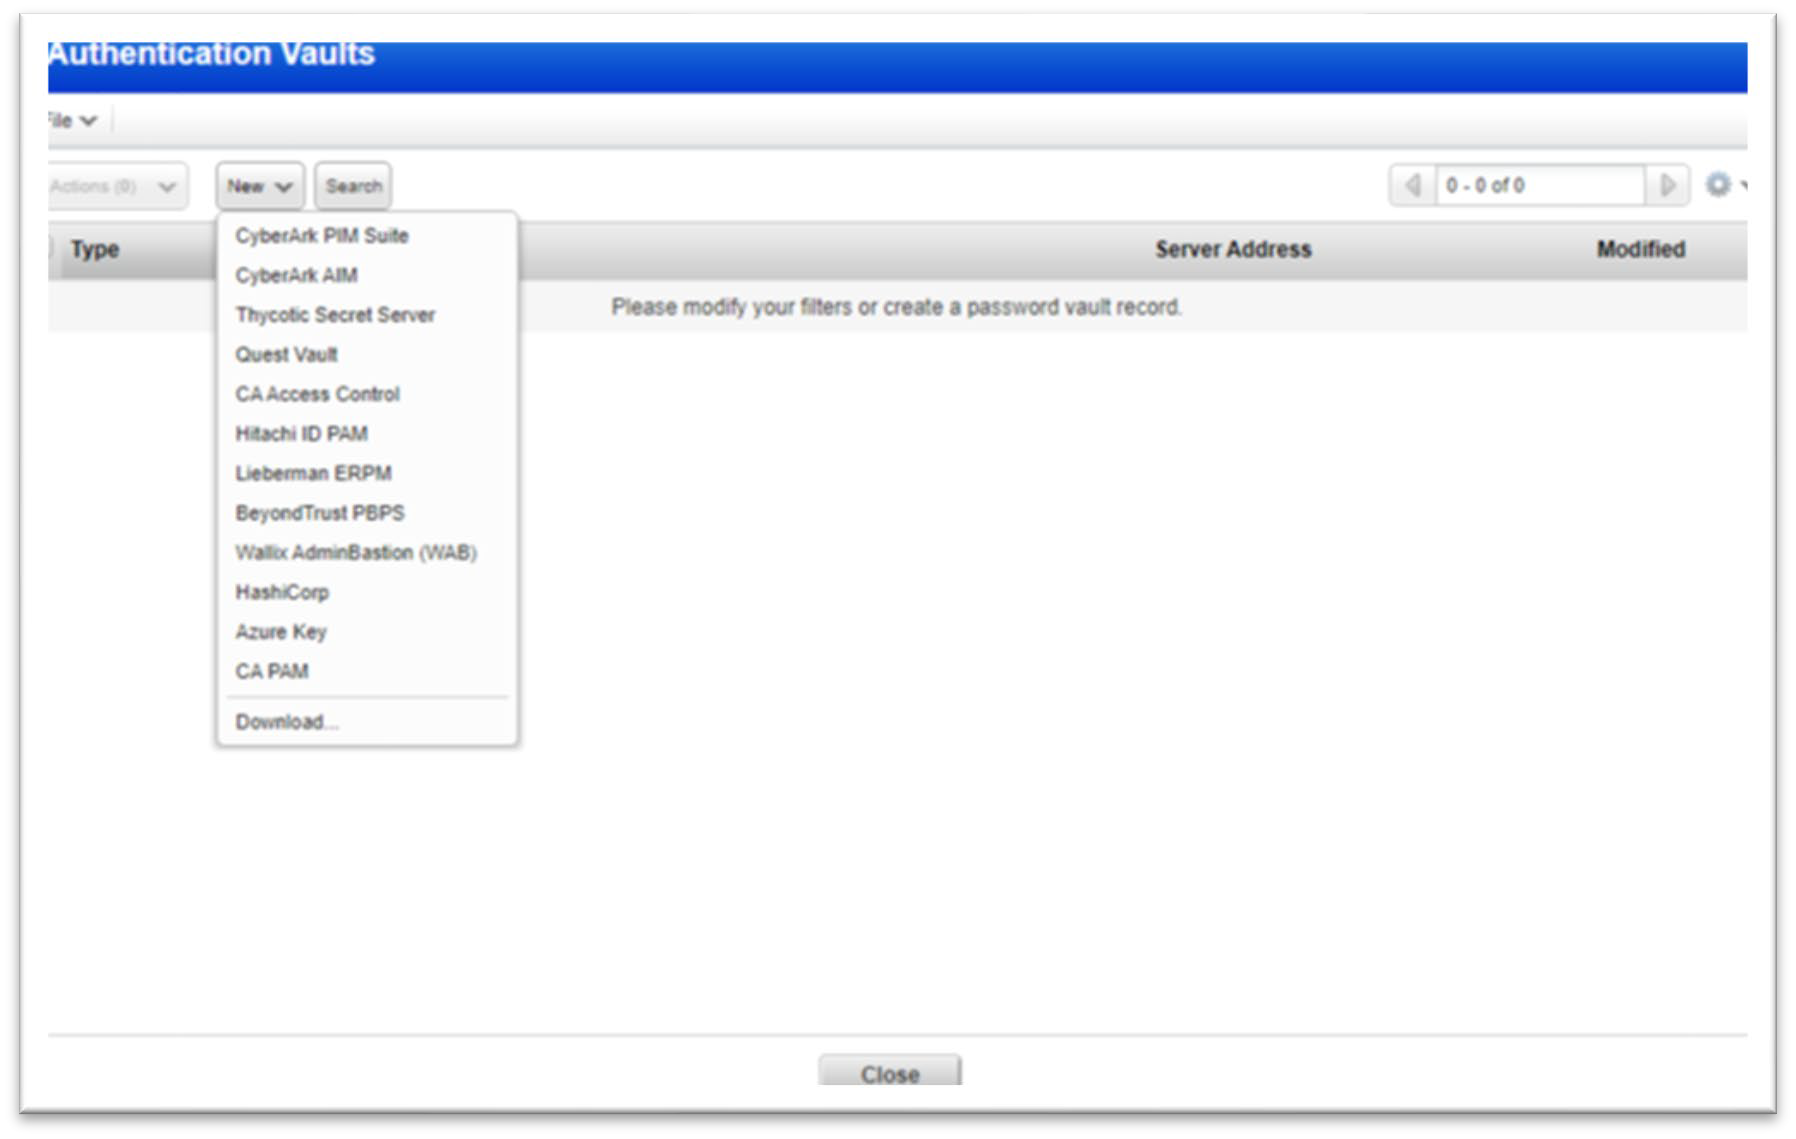 Authentication Vaults
File
Actions (0) New Search 0 - 0 of 0
Type Server Address Modified
Please modify your filters or create a password vault record.
CyberArk PIM Suite
CyberArk AIM
Thycotic Secret Server
Quest Vault
CA Access Control
Hitachi ID PAM
Lieberman ERPM
BeyondTrust PBPS
Wallix AdminBastion (WAB)
HashiCorp
Azure Key
CA PAM
Download...
Close